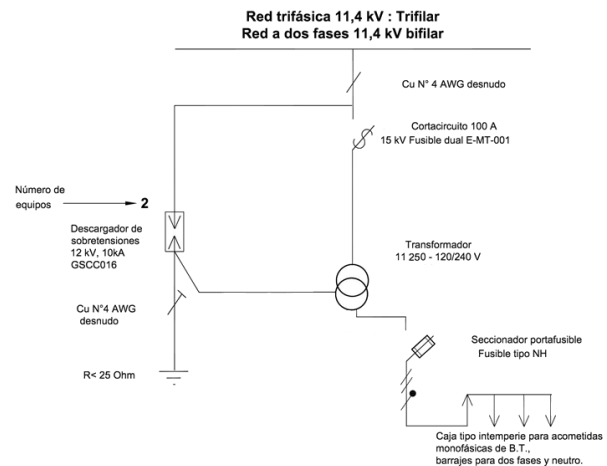 Red trifásica 11,4 kV : Trifilar
Red a dos fases 11,4 kV bifilar
Cu N° 4 AWG desnudo
Cortacircuito 100 A
15 kV Fusible dual E-MT-001
Número de
equipos
2
Descargador de
sobretensiones
12 kV, 10kA
GSCC016
Transformador
11 250 - 120/240 V
Cu N°4 AWG
desnudo
Seccionador portafusible
Fusible tipo NH
R< 25 Ohm
Caja tipo intemperie para acometidas
monofásicas de B.T.,
barrajes para dos fases y neutro.